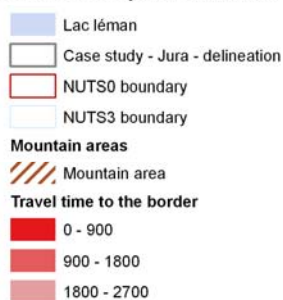 Lac léman
Case study - Jura - delineation
NUTS0 boundary
NUTS3 boundary
Mountain areas
Mountain area
Travel time to the border
0 - 900
900 - 1800
1800 - 2700